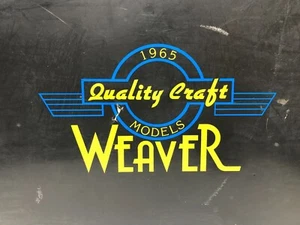 1965
Quality Craft
MODELS
WEAVER